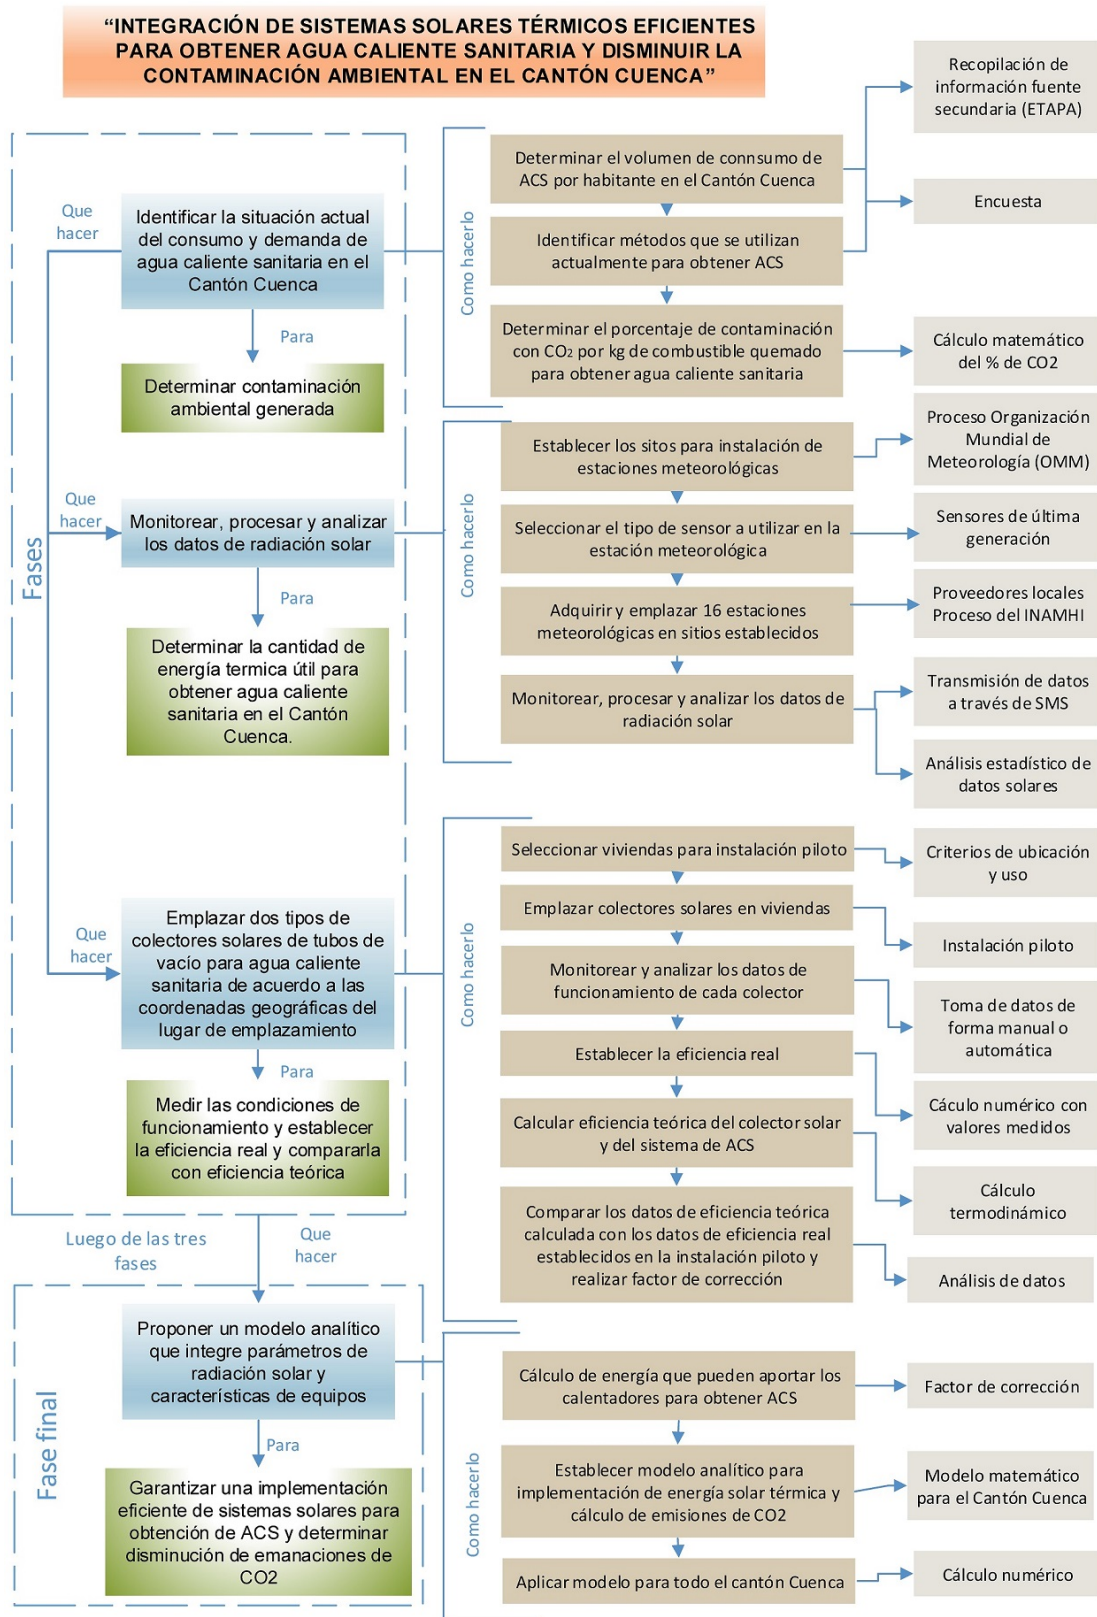 “INTEGRACIÓN DE SISTEMAS SOLARES TÉRMICOS EFICIENTES
PARA OBTENER AGUA CALIENTE SANITARIA Y DISMINUIR LA
CONTAMINACIÓN AMBIENTAL EN EL CANTÓN CUENCA”
Fases
Que
hacer
Identificar la situación actual
del consumo y demanda de
agua caliente sanitaria en el
Cantón Cuenca
Para
Determinar contaminación
ambiental generada
Como hacerlo
Determinar el volumen de connsumo de
ACS por habitante en el Cantón Cuenca
Identificar métodos que se utilizan
actualmente para obtener ACS
Determinar el porcentaje de contaminación
con CO₂ por kg de combustible quemado
para obtener agua caliente sanitaria
Recopilación de
información fuente
secundaria (ETAPA)
Encuesta
Cálculo matemático
del % de CO2
Que
hacer
Monitorear, procesar y analizar
los datos de radiación solar
Para
Determinar la cantidad de
energía termica útil para
obtener agua caliente
sanitaria en el Cantón
Cuenca.
Como hacerlo
Establecer los sitos para instalación de
estaciones meteorológicas
Seleccionar el tipo de sensor a utilizar en la
estación meteorológica
Adquirir y emplazar 16 estaciones
meteorológicas en sitios establecidos
Monitorear, procesar y analizar los datos de
radiación solar
Proceso Organización
Mundial de
Meteorología (OMM)
Sensores de última
generación
Proveedores locales
Proceso del INAMHI
Transmisión de datos
a través de SMS
Análisis estadístico de
datos solares
Que
hacer
Emplazar dos tipos de
colectores solares de tubos de
vacío para agua caliente
sanitaria de acuerdo a las
coordenadas geográficas del
lugar de emplazamiento
Para
Medir las condiciones de
funcionamiento y establecer
la eficiencia real y compararla
con eficiencia teórica
Como hacerlo
Seleccionar viviendas para instalación piloto
Emplazar colectores solares en viviendas
Monitorear y analizar los datos de
funcionamiento de cada colector
Establecer la eficiencia real
Calcular eficiencia teórica del colector solar
y del sistema de ACS
Comparar los datos de eficiencia teórica
calculada con los datos de eficiencia real
establecidos en la instalación piloto y
realizar factor de corrección
Criterios de ubicación
y uso
Instalación piloto
Toma de datos de
forma manual o
automática
Cáculo numérico con
valores medidos
Cálculo
termodinámico
Análisis de datos
Luego de las tres
fases
Que
hacer
Fase final
Proponer un modelo analítico
que integre parámetros de
radiación solar y
características de equipos
Para
Garantizar una implementación
eficiente de sistemas solares para
obtención de ACS y determinar
disminución de emanaciones de
CO2
Como hacerlo
Cálculo de energía que pueden aportar los
calentadores para obtener ACS
Establecer modelo analítico para
implementación de energía solar térmica y
cálculo de emisiones de CO2
Aplicar modelo para todo el cantón Cuenca
Factor de corrección
Modelo matemático
para el Cantón Cuenca
Cálculo numérico